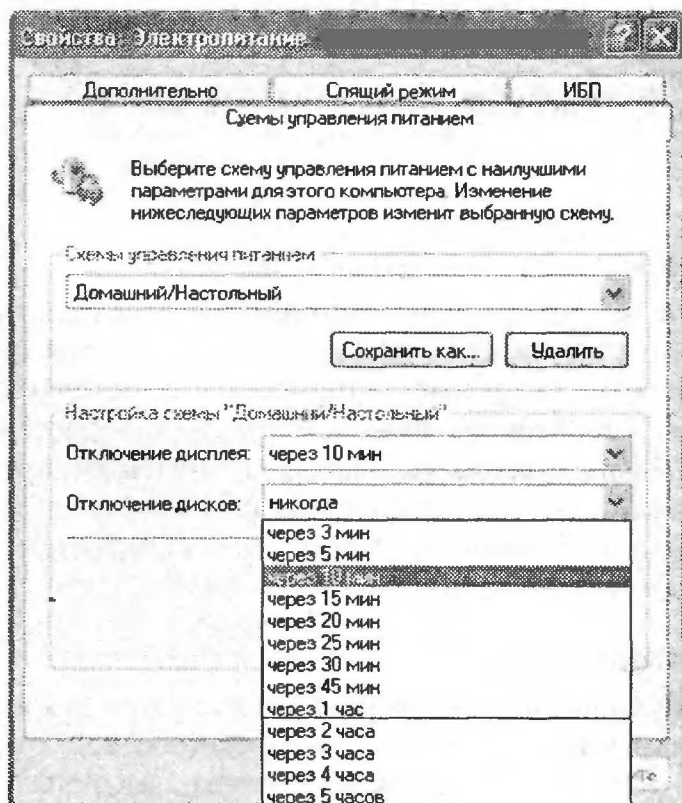 Свойства: Электропитание
Дополнительно
Спящий режим
ИБП
Схемы управления питанием
Выберите схему управления питанием с наилучшими
параметрами для этого компьютера. Изменение
нижеследующих параметров изменит выбранную схему.
Схемы управления питанием
Домашний/Настольный
Сохранить как...
Удалить
Настройка схемы "Домашний/Настольный"
Отключение дисплея: через 10 мин
Отключение дисков: никогда
через 3 мин
через 5 мин
через 10 мин
через 15 мин
через 20 мин
через 25 мин
через 30 мин
через 45 мин
через 1 час
через 2 часа
через 3 часа
через 4 часа
через 5 часов